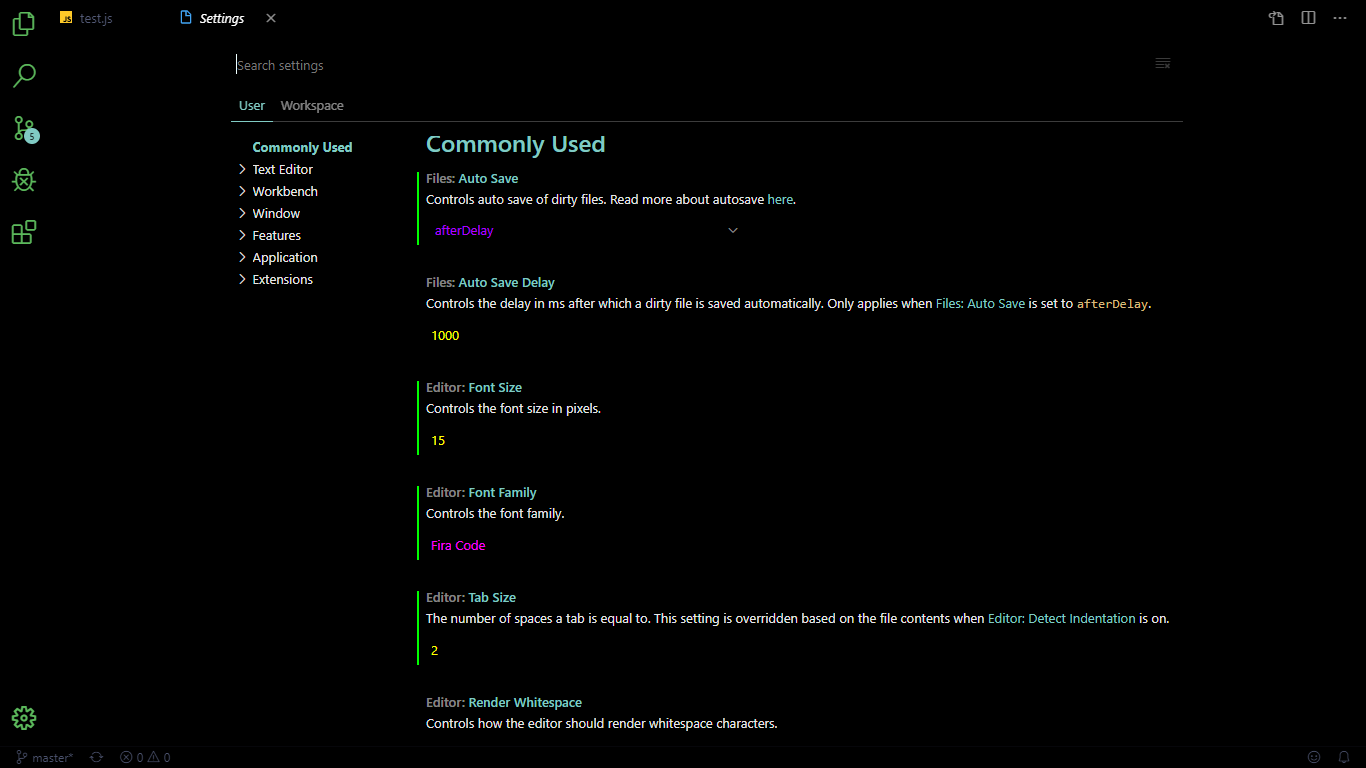 JS test.js Settings
Search settings
User Workspace
5
Commonly Used
Text Editor
Workbench
Window
Features
Application
Extensions
Commonly Used
Files: Auto Save
Controls auto save of dirty files. Read more about autosave here.
afterDelay
Files: Auto Save Delay
Controls the delay in ms after which a dirty file is saved automatically. Only applies when Files: Auto Save is set to afterDelay.
1000
Editor: Font Size
Controls the font size in pixels.
15
Editor: Font Family
Controls the font family.
Fira Code
Editor: Tab Size
The number of spaces a tab is equal to. This setting is overridden based on the file contents when Editor: Detect Indentation is on.
2
Editor: Render Whitespace
Controls how the editor should render whitespace characters.
master* 0 0